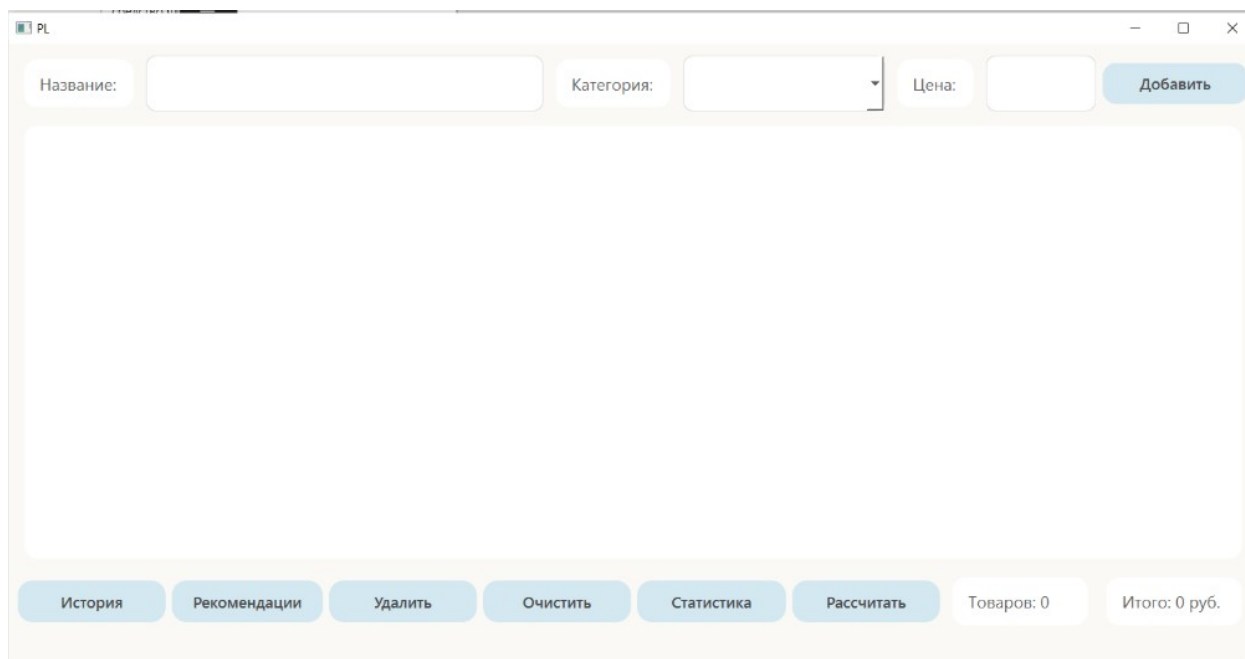 PL
Название:
Категория:
Цена:
Добавить
История
Рекомендации
Удалить
Очистить
Статистика
Рассчитать
Товаров: 0
Итого: 0 руб.